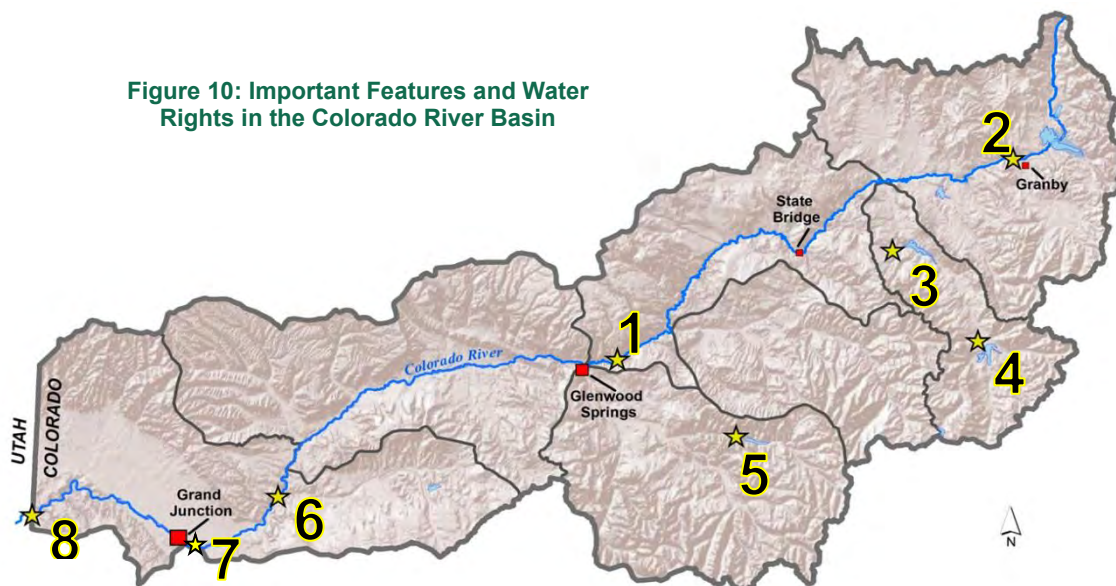 Figure 10: Important Features and Water
Rights in the Colorado River Basin
2
Granby
State
Bridge
3
1
Colorado River
4
Glenwood
Springs
UTAH
COLORADO
5
Grand
Junction
6
8
7
N